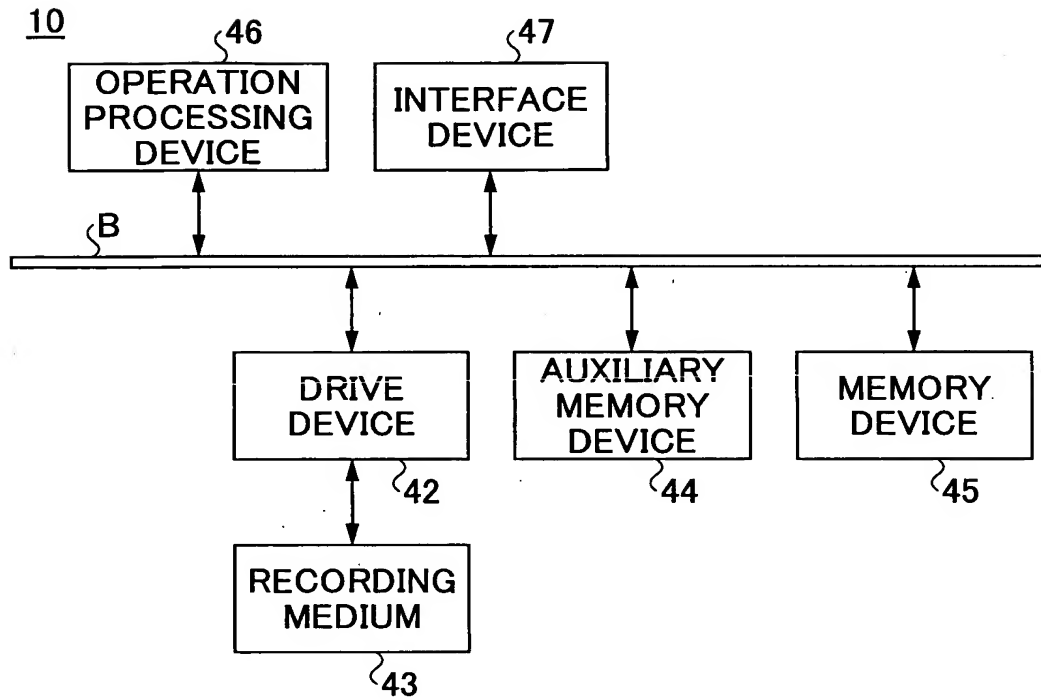 10
46
OPERATION
PROCESSING
DEVICE
47
INTERFACE
DEVICE
B
DRIVE
DEVICE
42
AUXILIARY
MEMORY
DEVICE
44
MEMORY
DEVICE
45
RECORDING
MEDIUM
43